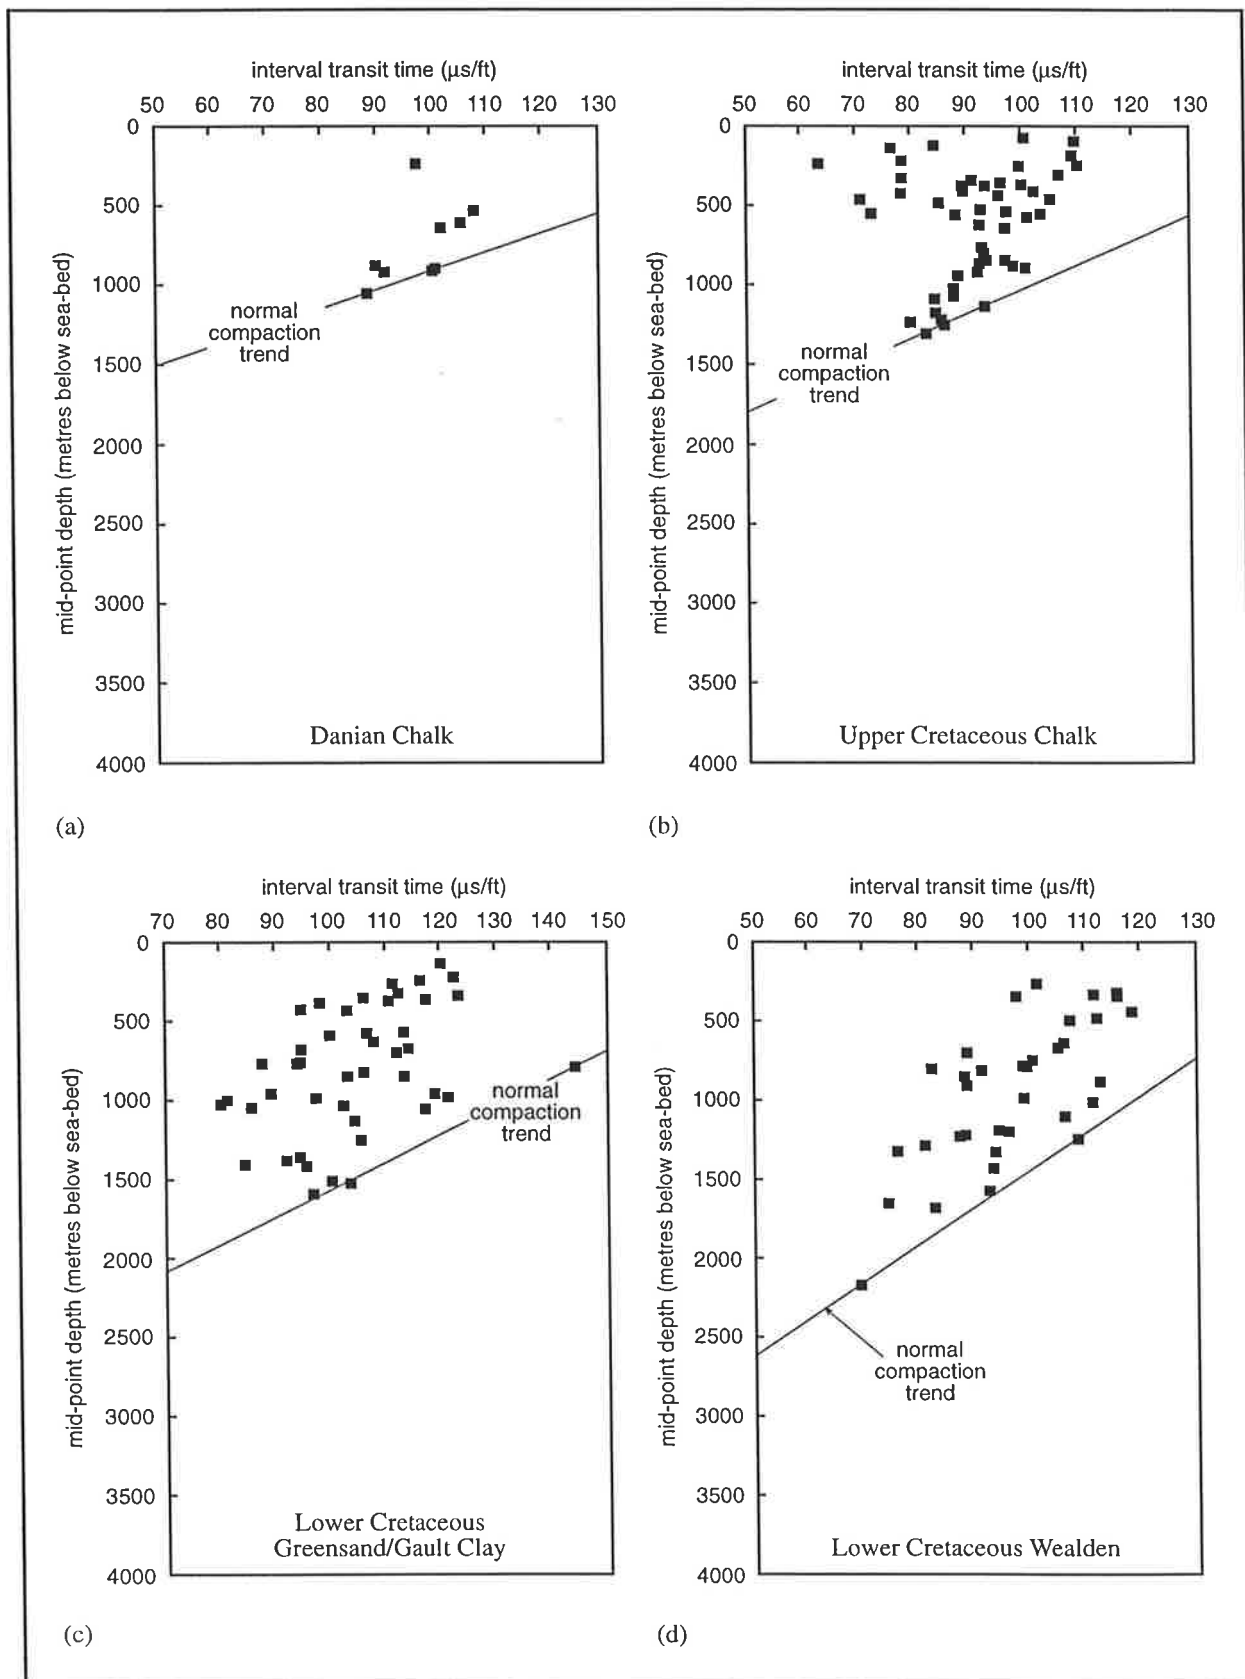 interval transit time (µs/ft)
50 60 70 80 90 100 110 120 130
0
500
1000
1500
2000
2500
3000
3500
4000
mid-point depth (metres below sea-bed)
normal
compaction
trend
Danian Chalk
(a)
interval transit time (µs/ft)
50 60 70 80 90 100 110 120 130
0
500
1000
1500
2000
2500
3000
3500
4000
mid-point depth (metres below sea-bed)
normal
compaction
trend
Upper Cretaceous Chalk
(b)
interval transit time (µs/ft)
70 80 90 100 110 120 130 140 150
0
500
1000
1500
2000
2500
3000
3500
4000
mid-point depth (metres below sea-bed)
normal
compaction
trend
Lower Cretaceous
Greensand/Gault Clay
(c)
interval transit time (µs/ft)
50 60 70 80 90 100 110 120 130
0
500
1000
1500
2000
2500
3000
3500
4000
mid-point depth (metres below sea-bed)
normal
compaction
trend
Lower Cretaceous Wealden
(d)